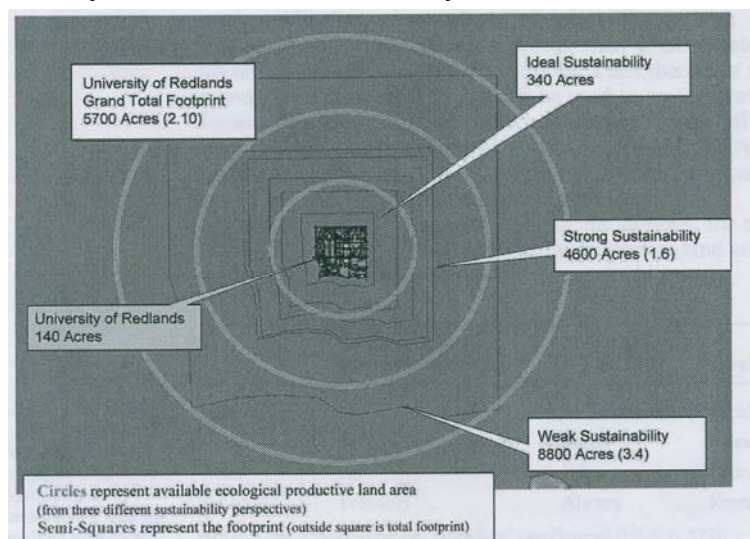 University of Redlands
Grand Total Footprint
5700 Acres (2.10)
Ideal Sustainability
340 Acres
Strong Sustainability
4600 Acres (1.6)
University of Redlands
140 Acres
Weak Sustainability
8800 Acres (3.4)
Circles represent available ecological productive land area
(from three different sustainability perspectives)
Semi-Squares represent the footprint (outside square is total footprint)